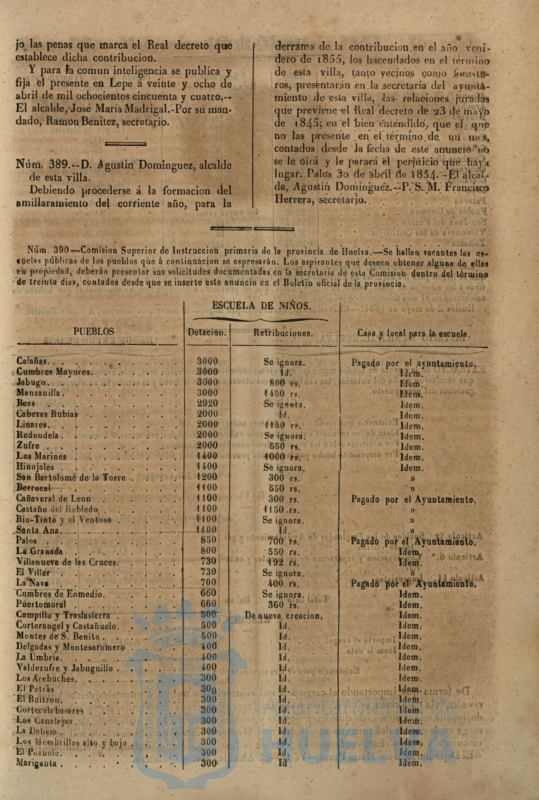 jo las penas que marca el Real decreto que
establece dicha contribucion.
Y para la comun inteligencia se publica y
fija el presente en Lepe á veinte y ocho de
abril de mil ochocientos cincuenta y cuatro.--
El alcalde, José María Madrigal.-Por su man-
dado, Ramon Benitez, secretario.
Núm. 389.--D. Agustin Dominguez, alcalde
de esta villa.
Debiendo procederse á la formacion del
amillaramiento del corriente año, para la
derrama de la contribucion en el año veni-
dero de 1855, los hacendados en el término
de esta villa, tanto vecinos como foraste-
ros, presentarán en la secretaría del ayunta-
miento de esta villa, las relaciones juradas
que previene el Real decreto de 23 de mayo
de 1845; en el bien entendido, que el que
no las presente en el término de un mes,
contados desde la fecha de este anuncio no
se le oirá y le parará el perjuicio que haya
lugar. Palos 30 de abril de 1854.--El alcal-
de, Agustin Dominguez.--P. S. M. Francisco
Herrera, secretario.
Núm. 390—Comision Superior de Instruccion primaria de la provincia de Huelva.—Se hallan vacantes las es-
cuelas públicas de los pueblos que á continuacion se espresarán. Los aspirantes que deseen obtener algunas de ellas
en propiedad, deberán presentar sus solicitudes documentadas en la secretaría de esta Comision dentro del término
de treinta dias, contados desde que se inserte este anuncio en el Boletin oficial de la provincia.
ESCUELA DE NIÑOS.
PUEBLOS Dotacion. Retribuciones. Casa y local para la escuela.
Calañas. 3000 Se ignora. Pagado por el ayuntamiento.
Cumbres Mayores. 3000 Id. Idem.
Jabugo. 3000 800 rs. Idem.
Manzanilla. 3000 1450 rs. Idem.
Beas 2920 Se ignora. Idem.
Cabezas Rubias 2000 Id. Idem.
Linares. 2000 1150 rs. Idem.
Redondela 2000 Se ignora. Idem.
Zufre 2000 550 rs. Idem.
Los Marines 1400 1000 rs. Idem.
Hinojales 1400 Se ignora. Idem.
San Bartolomé de la Torre 1200 300 rs. »
Berrocal 1100 550 rs. »
Cañaveral de Leon 1100 300 rs. Pagado por el Ayuntamiento.
Castaño del Robledo 1100 1150 rs. »
Rio-Tinto y el Ventoso 1100 Se ignora. »
Santa Ana. 1100 Id. »
Palos 850 700 rs. Pagado por el Ayuntamiento.
La Granada 800 550 rs. Idem.
Villanueva de las Cruces. 730 192 rs. Idem.
El Villar 730 Se ignora. »
La Nava 700 400 rs. Pagado por el Ayuntamiento.
Cumbres de Enmedio. 660 Se ignora. Idem.
Puertomoral 660 360 rs. Idem.
Campillo y Traslasierra 500 De nueva creacion. Idem.
Corterangel y Castañuelo. 500 Id. Idem.
Montes de S. Benito 500 Id. Idem.
Delgadas y Montesoromero 400 Id. Idem.
La Umbria. 400 Id. Idem.
Valdezufre y Jabuguillo 400 Id. Idem.
Los Acebuches. 300 Id. Idem.
El Patrás 300 Id. Idem.
El Buitron 300 Id. Idem.
Cortecalabazares 300 Id. Idem.
Las Canalejas 300 Id. Idem.
La Dehesa 300 Id. Idem.
Los Membrillos alto y bajo 300 Id. Idem.
El Pozuelo 300 Id. Idem.
Marigenta 300 Id. Idem.
Ayuntamiento de
HUELVA